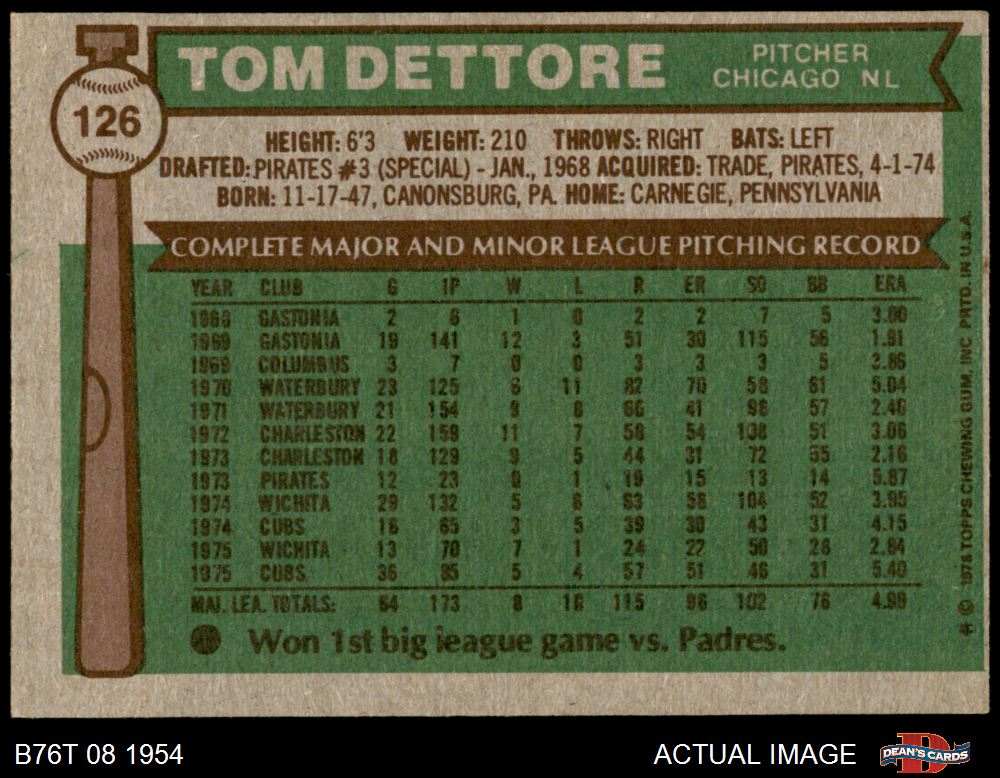 TOM DETTORE
PITCHER
CHICAGO NL
126
HEIGHT: 6'3 WEIGHT: 210 THROWS: RIGHT BATS: LEFT
DRAFTED: PIRATES #3 (SPECIAL) - JAN., 1968 ACQUIRED: TRADE, PIRATES, 4-1-74
BORN: 11-17-47, CANONSBURG, PA. HOME: CARNEGIE, PENNSYLVANIA
COMPLETE MAJOR AND MINOR LEAGUE PITCHING RECORD
YEAR CLUB G IP W L R ER SO BB ERA
1968 GASTONIA 2 6 1 0 2 2 7 5 3.00
1969 GASTONIA 19 141 12 3 51 30 115 56 1.91
1969 COLUMBUS 3 7 0 0 3 3 3 5 3.86
1970 WATERBURY 23 125 6 11 82 70 58 81 5.04
1971 WATERBURY 21 154 9 8 66 41 98 57 2.40
1972 CHARLESTON 22 159 11 7 58 54 108 51 3.06
1973 CHARLESTON 18 129 9 5 44 31 72 55 2.16
1973 PIRATES 12 23 0 1 19 15 13 14 5.87
1974 WICHITA 29 132 5 8 83 58 104 52 3.95
1974 CUBS 16 65 3 5 39 30 43 31 4.15
1975 WICHITA 13 70 7 1 24 22 50 28 2.84
1975 CUBS 36 85 5 4 57 51 46 31 5.40
MAJ. LEA. TOTALS: 64 173 8 10 115 96 102 76 4.99
Won 1st big league game vs. Padres.
* © 1976 TOPPS CHEWING GUM, INC PRTD. IN U.S.A.
B76T 08 1954
ACTUAL IMAGE
DEAN'S CARDS